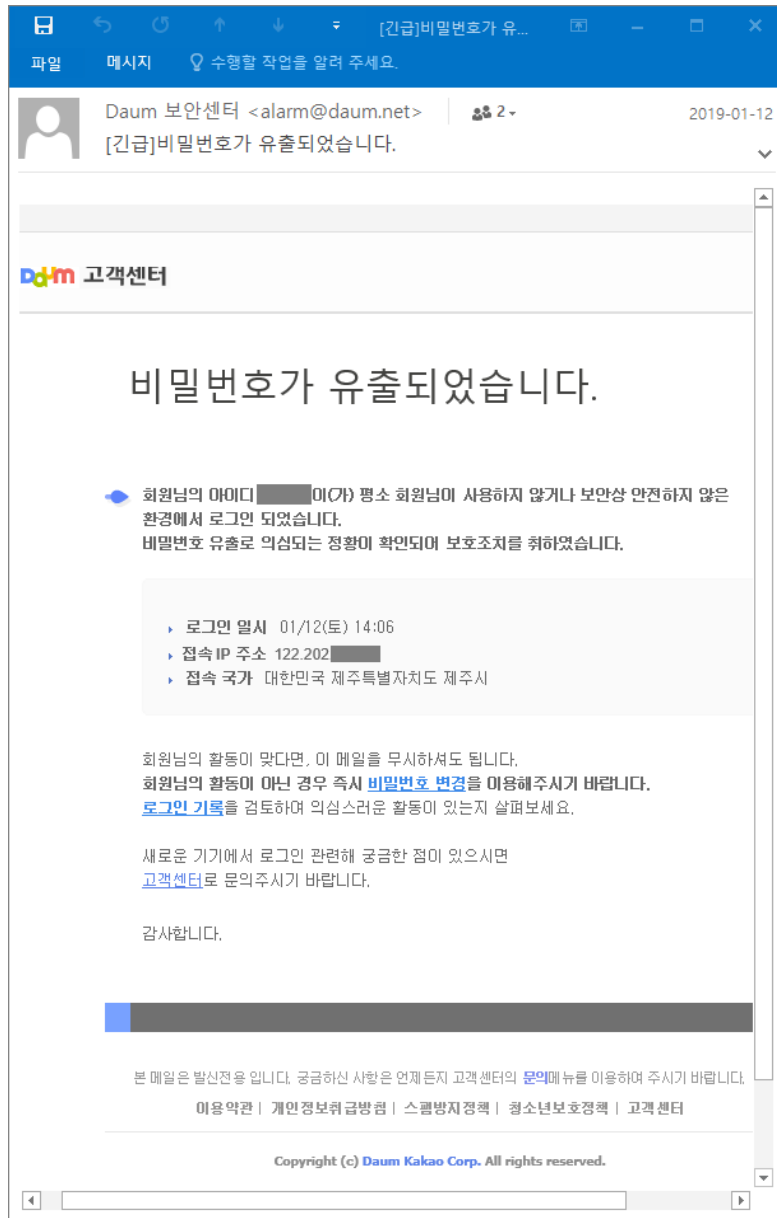 [긴급]비밀번호가 유...
파일 메시지 수행할 작업을 알려 주세요.
Daum 보안센터 <alarm@daum.net> 2 2019-01-12
[긴급]비밀번호가 유출되었습니다.
Daum 고객센터
비밀번호가 유출되었습니다.
회원님의 아이디 이(가) 평소 회원님이 사용하지 않거나 보안상 안전하지 않은
환경에서 로그인 되었습니다.
비밀번호 유출로 의심되는 정황이 확인되어 보호조치를 취하였습니다.
로그인 일시 01/12(토) 14:06
접속 IP 주소 122.202
접속 국가 대한민국 제주특별자치도 제주시
회원님의 활동이 맞다면, 이 메일을 무시하셔도 됩니다.
회원님의 활동이 아닌 경우 즉시 비밀번호 변경을 이용해주시기 바랍니다.
로그인 기록을 검토하여 의심스러운 활동이 있는지 살펴보세요.
새로운 기기에서 로그인 관련해 궁금한 점이 있으시면
고객센터로 문의주시기 바랍니다.
감사합니다.
본 메일은 발신전용 입니다. 궁금하신 사항은 언제든지 고객센터의 문의메뉴를 이용하여 주시기 바랍니다.
이용약관 | 개인정보취급방침 | 스팸방지정책 | 청소년보호정책 | 고객센터
Copyright (c) Daum Kakao Corp. All rights reserved.